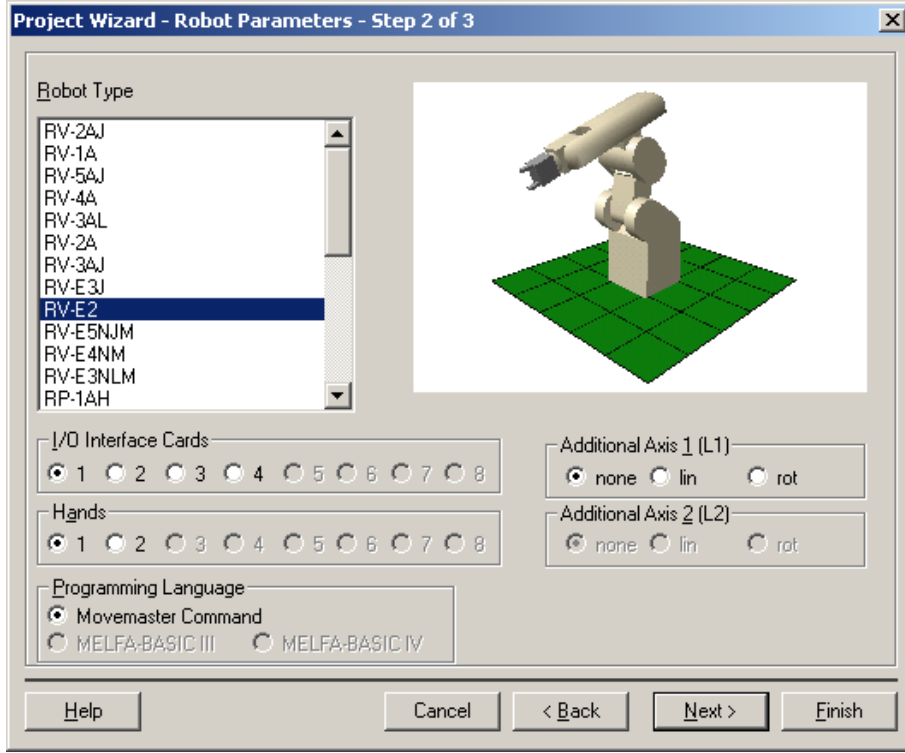 Project Wizard - Robot Parameters - Step 2 of 3
Robot Type
RV-2AJ
RV-1A
RV-5AJ
RV-4A
RV-3AL
RV-2A
RV-3AJ
RV-E3J
RV-E2
RV-E5NJM
RV-E4NM
RV-E3NLM
RP-1AH
I/O Interface Cards
1 2 3 4 5 6 7 8
Hands
1 2 3 4 5 6 7 8
Programming Language
Movemaster Command
MELFA-BASIC III MELFA-BASIC IV
Additional Axis 1 (L1)
none lin rot
Additional Axis 2 (L2)
none lin rot
Help Cancel < Back Next > Finish